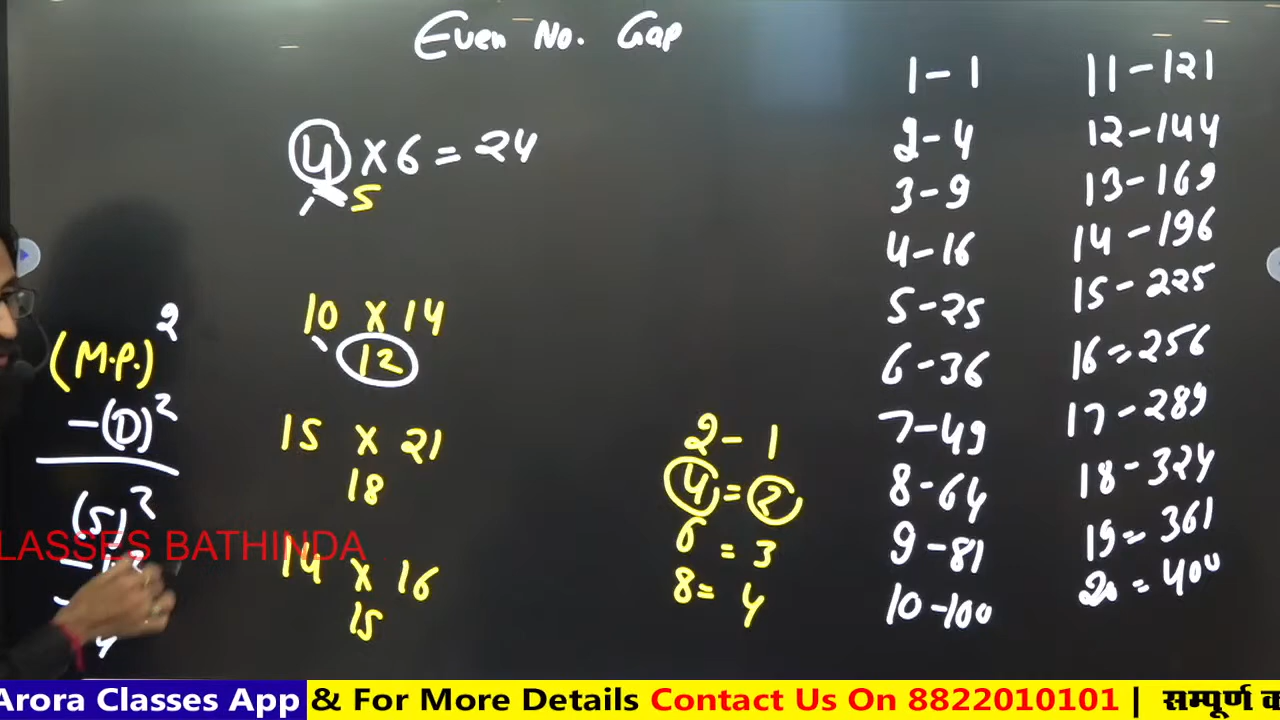 Even No. Gap
4 × 6 = 24
5
10 × 14
12
15 × 21
18
14 × 16
15
(M.P.)²
-(D)²
(5)²
2 - 1
4 = 2
6 = 3
8 = 4
1 - 1
2 - 4
3 - 9
4 - 16
5 - 25
6 - 36
7 - 49
8 - 64
9 - 81
10 - 100
11 - 121
12 - 144
13 - 169
14 - 196
15 - 225
16 = 256
17 - 289
18 - 324
19 = 361
20 = 400
LASSES BATHINDA
Arora Classes App & For More Details Contact Us On 8822010101 | सम्पूर्ण